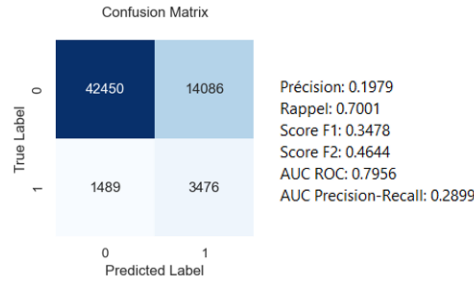 Confusion Matrix
True Label
0
42450
14086
1
1489
3476
0
1
Predicted Label
Précision: 0.1979
Rappel: 0.7001
Score F1: 0.3478
Score F2: 0.4644
AUC ROC: 0.7956
AUC Precision-Recall: 0.2899